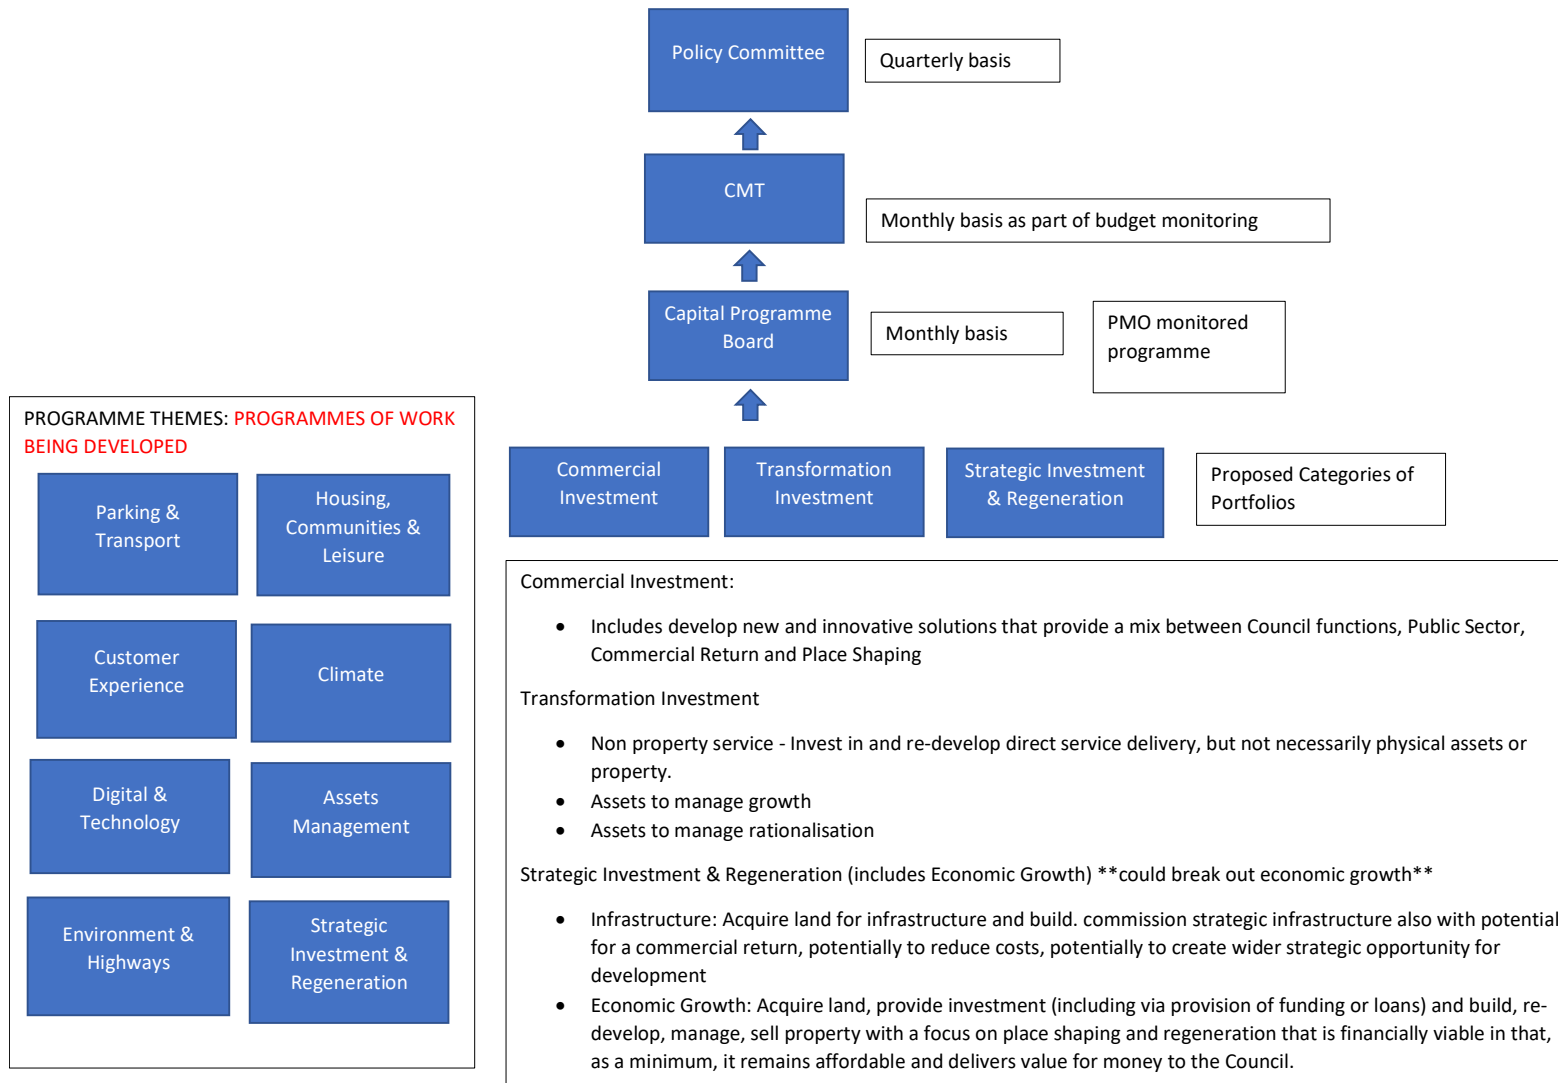 Policy Committee
Quarterly basis
CMT
Monthly basis as part of budget monitoring
Capital Programme
Board
Monthly basis
PMO monitored
programme
PROGRAMME THEMES: PROGRAMMES OF WORK
BEING DEVELOPED
Parking &
Transport
Housing,
Communities &
Leisure
Customer
Experience
Climate
Digital &
Technology
Assets
Management
Environment &
Highways
Strategic
Investment &
Regeneration
Commercial
Investment
Transformation
Investment
Strategic Investment
& Regeneration
Proposed Categories of
Portfolios
Commercial Investment:
• Includes develop new and innovative solutions that provide a mix between Council functions, Public Sector,
Commercial Return and Place Shaping
Transformation Investment
• Non property service - Invest in and re-develop direct service delivery, but not necessarily physical assets or
property.
• Assets to manage growth
• Assets to manage rationalisation
Strategic Investment & Regeneration (includes Economic Growth) **could break out economic growth**
• Infrastructure: Acquire land for infrastructure and build. commission strategic infrastructure also with potential
for a commercial return, potentially to reduce costs, potentially to create wider strategic opportunity for
development
• Economic Growth: Acquire land, provide investment (including via provision of funding or loans) and build, re-
develop, manage, sell property with a focus on place shaping and regeneration that is financially viable in that,
as a minimum, it remains affordable and delivers value for money to the Council.